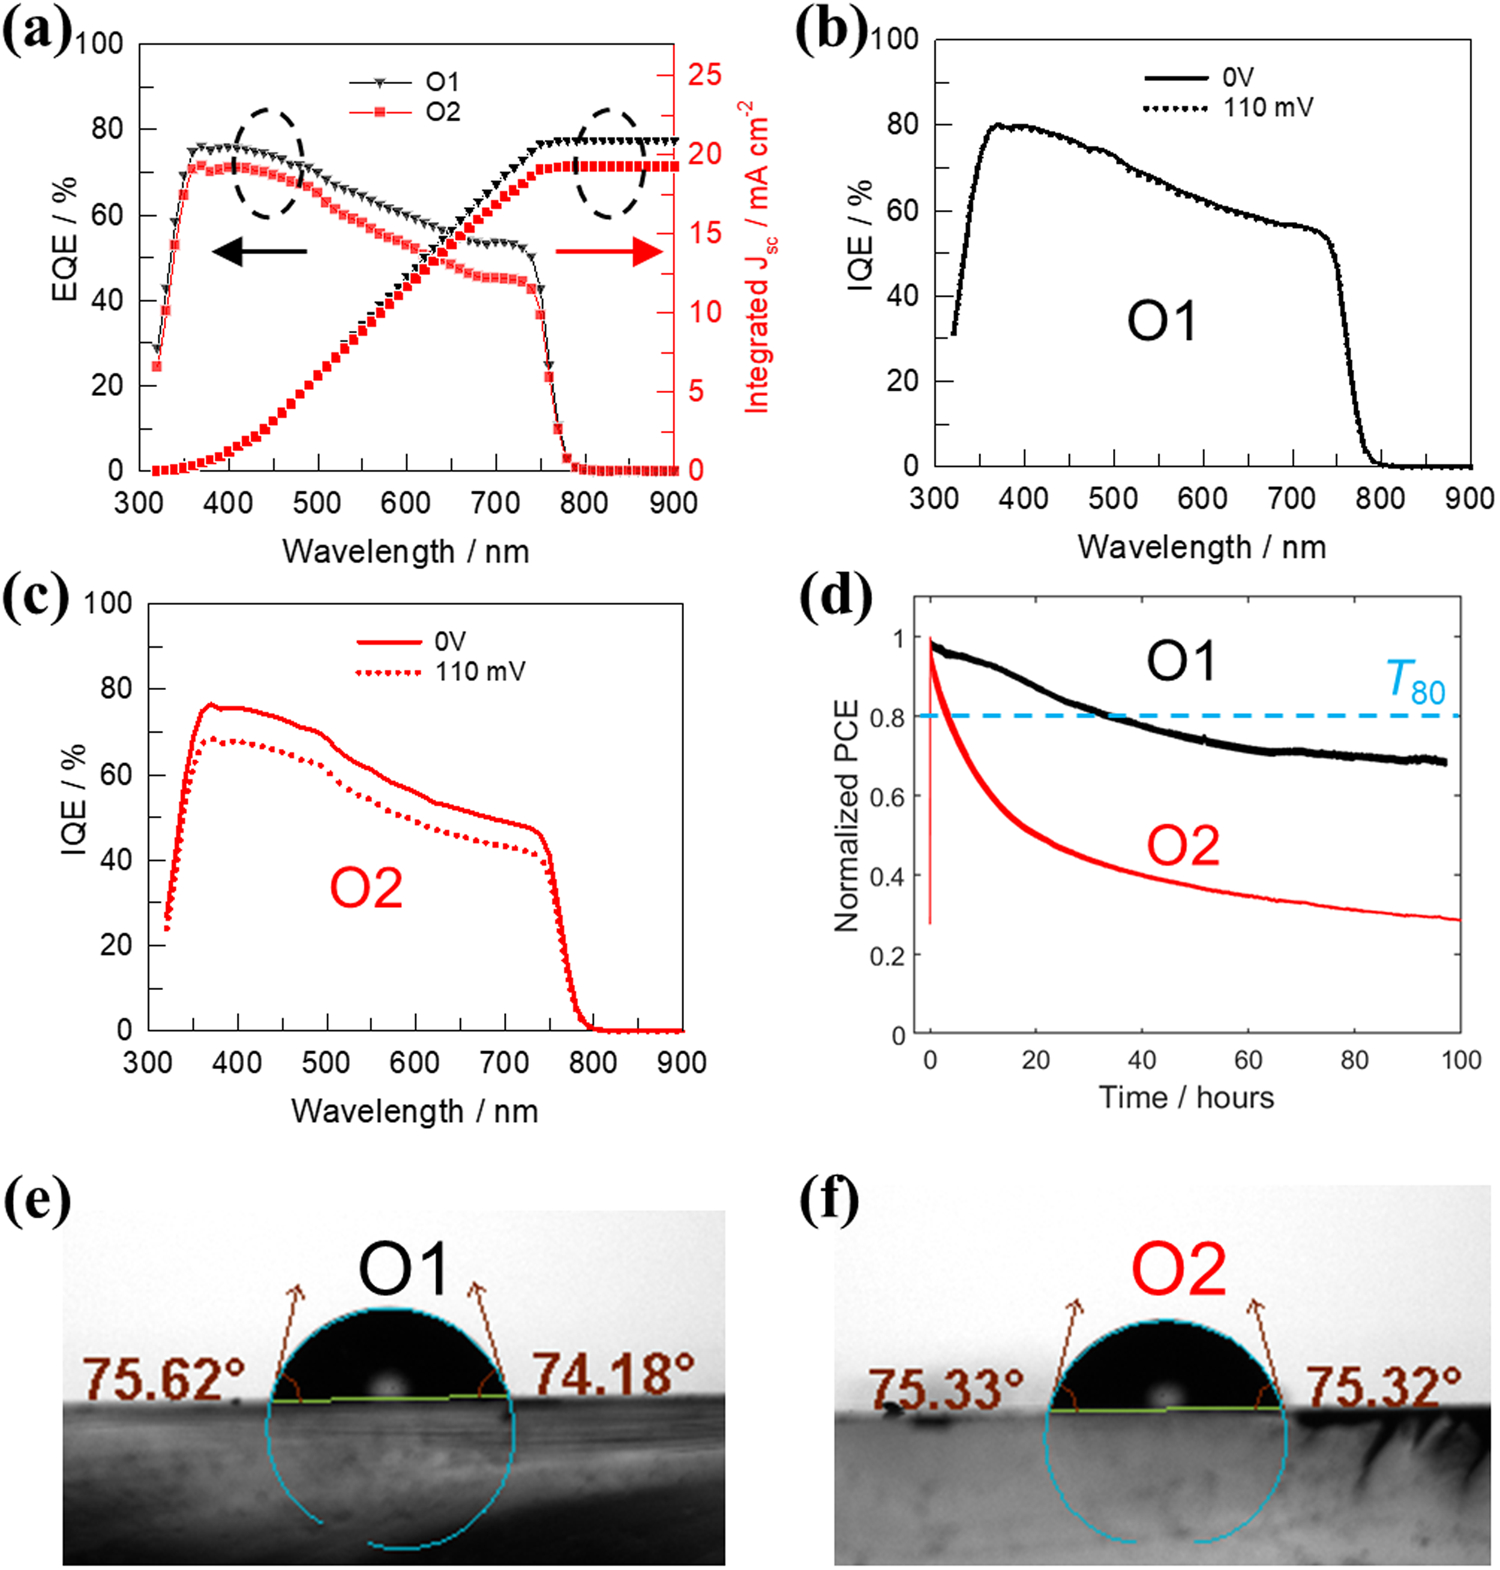 (a)
100
80
60
40
20
0
EQE / %
O1
O2
25
20
15
10
5
0
Integrated Jsc / mA cm-2
300 400 500 600 700 800 900
Wavelength / nm
(b)
100
80
60
40
20
0
IQE / %
0V
110 mV
O1
300 400 500 600 700 800 900
Wavelength / nm
(c)
100
80
60
40
20
0
IQE / %
0V
110 mV
O2
300 400 500 600 700 800 900
Wavelength / nm
(d)
1
0.8
0.6
0.4
0.2
0
Normalized PCE
O1
T80
O2
0 20 40 60 80 100
Time / hours
(e)
O1
75.62° 74.18°
(f)
O2
75.33° 75.32°